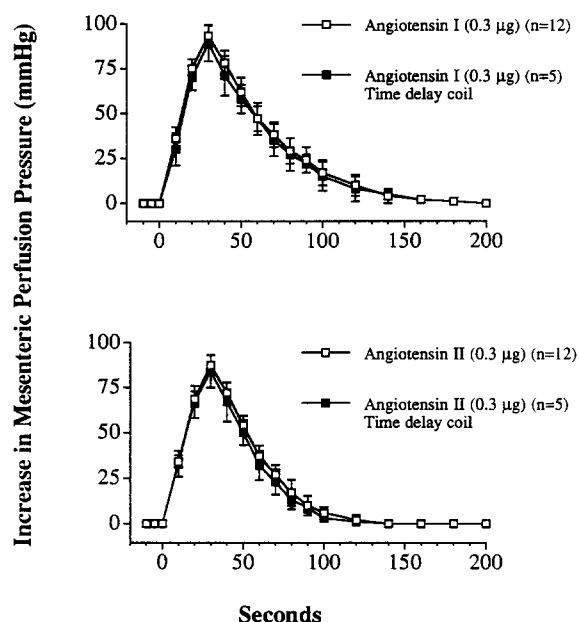 Increase in Mesenteric Perfusion Pressure (mmHg)
100
75
50
25
0
0
50
100
150
200
Angiotensin I (0.3 µg) (n=12)
Angiotensin I (0.3 µg) (n=5)
Time delay coil
100
75
50
25
0
0
50
100
150
200
Angiotensin II (0.3 µg) (n=12)
Angiotensin II (0.3 µg) (n=5)
Time delay coil
Seconds